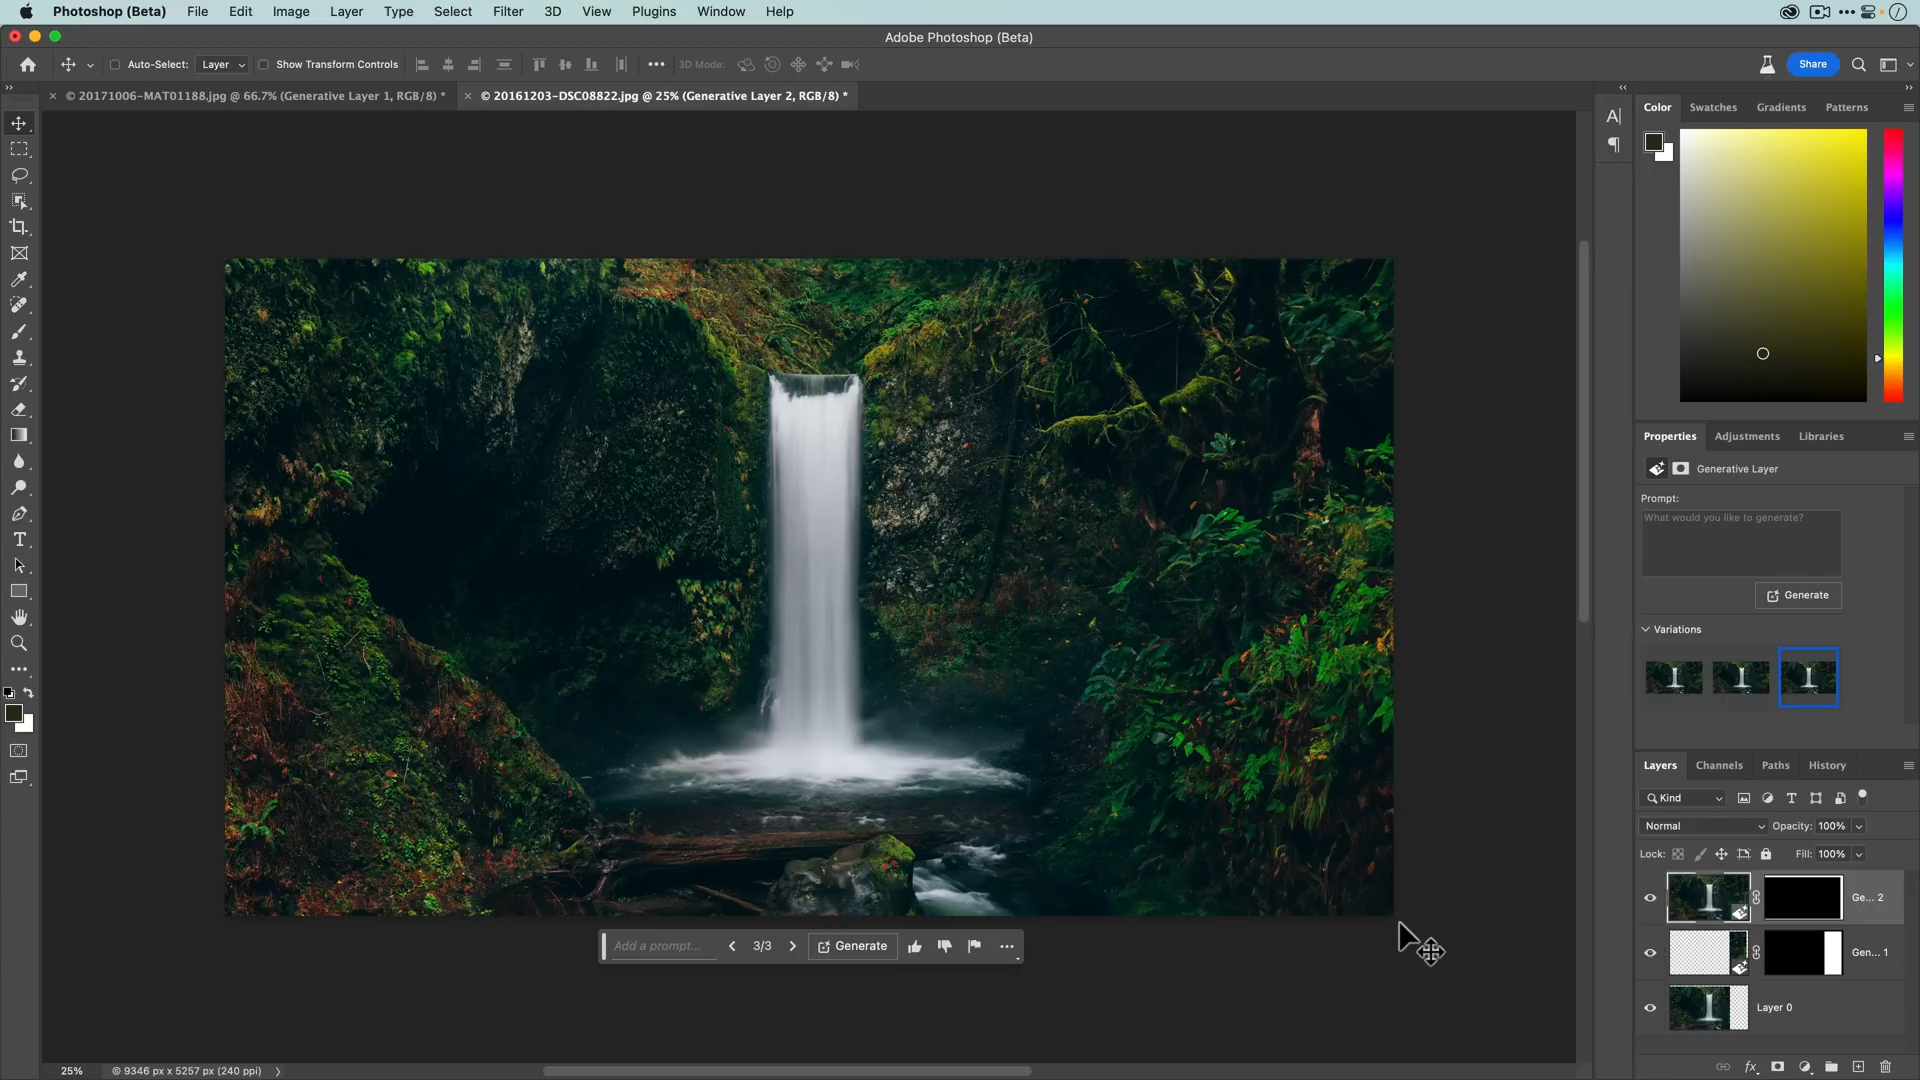 Photoshop (Beta) File Edit Image Layer Type Select Filter 3D View Plugins Window Help
Adobe Photoshop (Beta)
Auto-Select: Layer Show Transform Controls 3D Mode: Share
© 20171006-MAT01188.jpg @ 66.7% (Generative Layer 1, RGB/8) *
© 20161203-DSC08822.jpg @ 25% (Generative Layer 2, RGB/8) *
Color Swatches Gradients Patterns
Properties Adjustments Libraries
Generative Layer
Prompt:
What would you like to generate?
Generate
Variations
Layers Channels Paths History
Kind
Normal Opacity: 100%
Lock: Fill: 100%
Ge... 2
Gen... 1
Layer 0
Add a prompt... 3/3 Generate
25% © 9346 px x 5257 px (240 ppi)